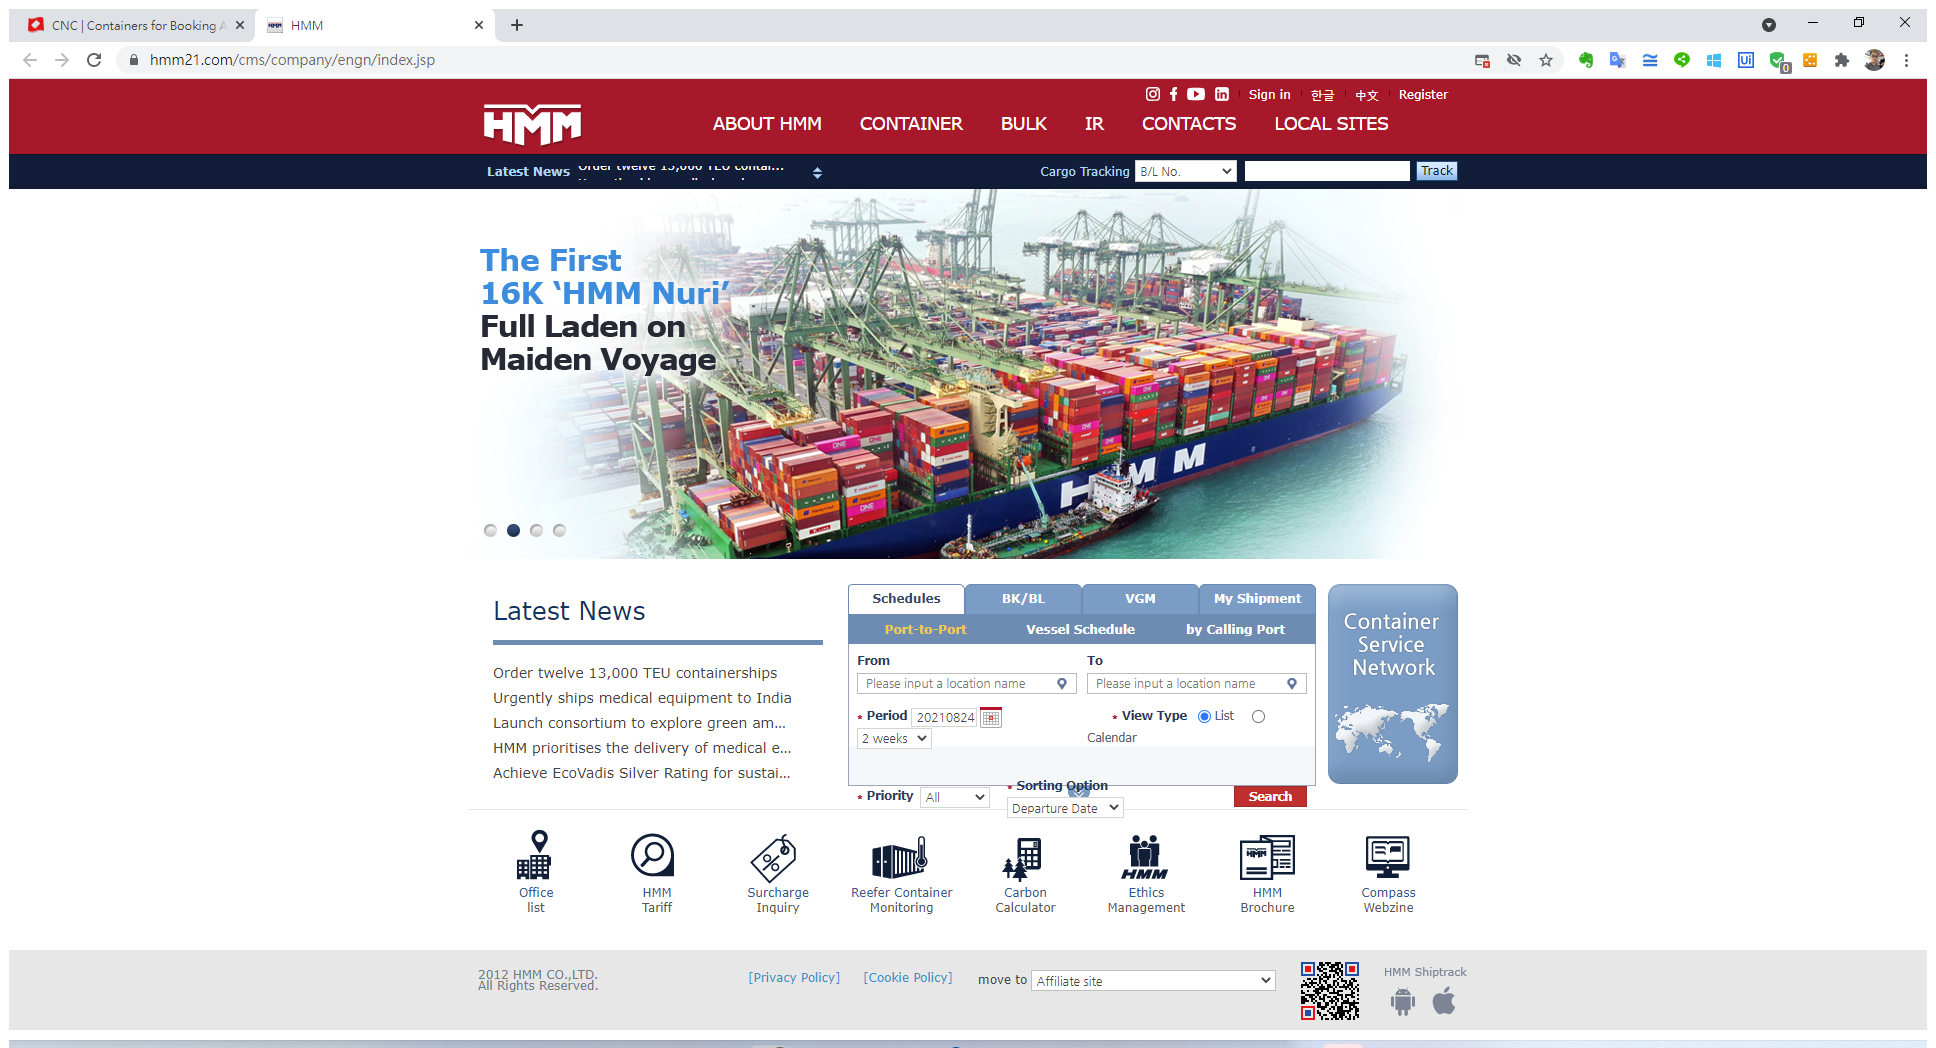 CNC | Containers for Booking A
HMM
hmm21.com/cms/company/engn/index.jsp
0
Sign in
한글
中文
Register
HMM
ABOUT HMM
CONTAINER
BULK
IR
CONTACTS
LOCAL SITES
Latest News
Order twelve 13,000 TEU contai...
Cargo Tracking
B/L No.
Track
The First
16K ‘HMM Nuri’
Full Laden on
Maiden Voyage
HMM
Latest News
Order twelve 13,000 TEU containerships
Urgently ships medical equipment to India
Launch consortium to explore green am...
HMM prioritises the delivery of medical e...
Achieve EcoVadis Silver Rating for sustai...
Schedules
BK/BL
VGM
My Shipment
Port-to-Port
Vessel Schedule
by Calling Port
From
To
Please input a location name
Please input a location name
* Period 20210824
* View Type List
2 weeks
Calendar
* Priority All
* Sorting Option
Departure Date
Search
Container
Service
Network
Office
list
HMM
Tariff
Surcharge
Inquiry
Reefer Container
Monitoring
Carbon
Calculator
HMM
Ethics
Management
HMM
HMM
Brochure
Compass
Webzine
2012 HMM CO.,LTD.
All Rights Reserved.
[Privacy Policy]
[Cookie Policy]
move to Affiliate site
HMM Shiptrack